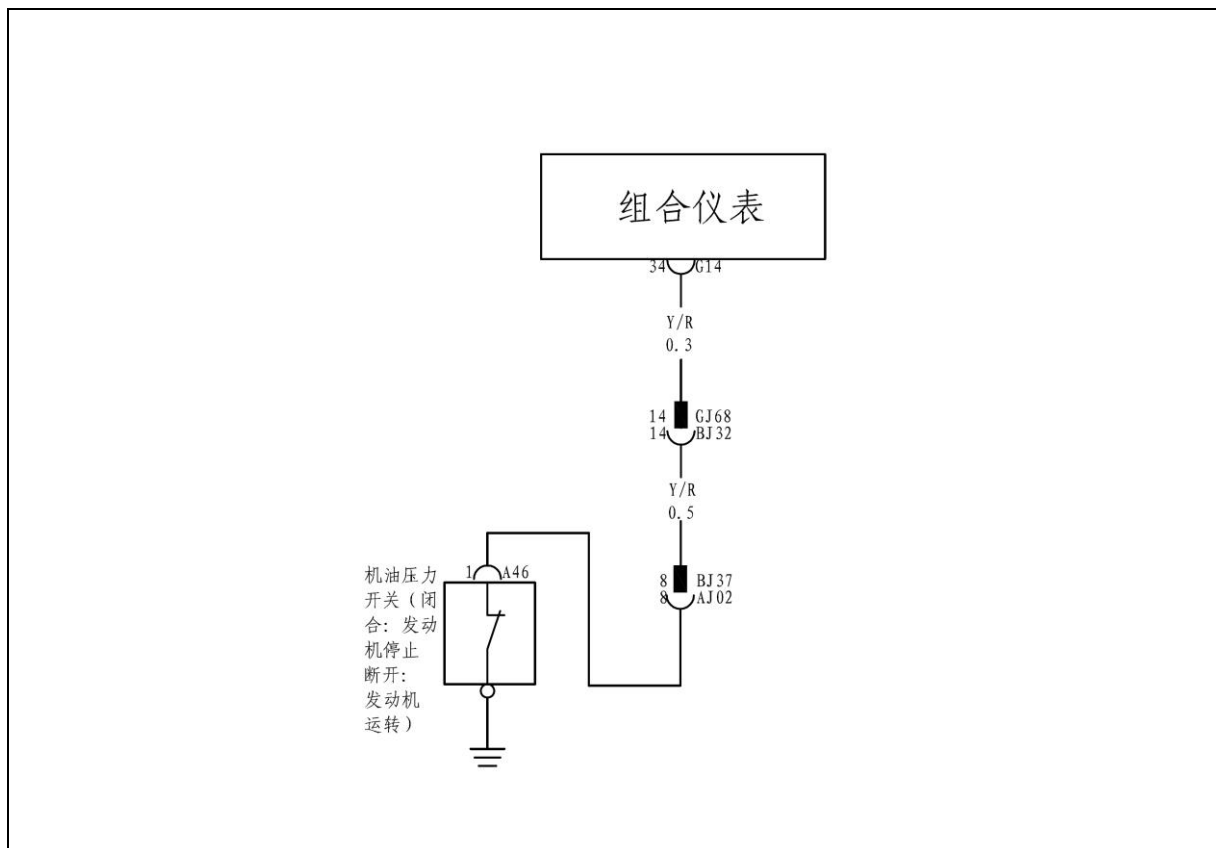 组合仪表
34 G14
Y/R
0.3
14 GJ68
14 BJ32
Y/R
0.5
8 BJ37
8 AJ02
1 A46
机油压力
开关（闭
合：发动
机停止
断开：
发动机
运转）